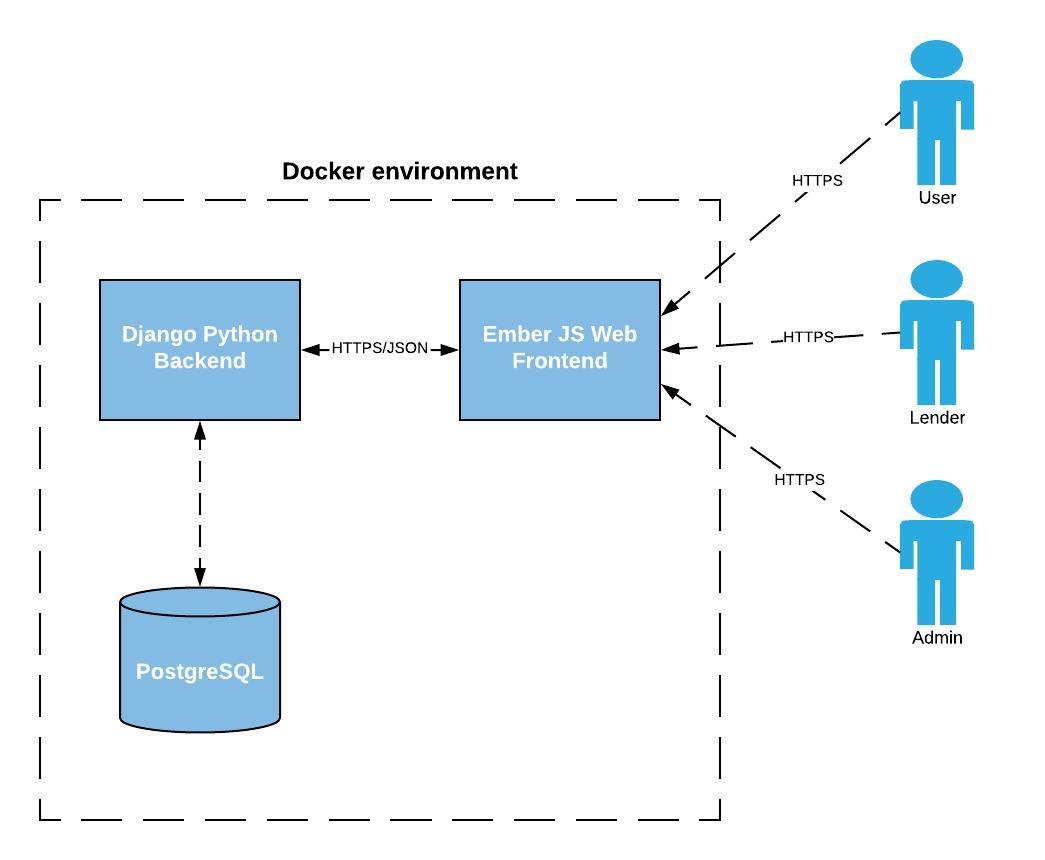 Docker environment
User
HTTPS
Lender
HTTPS
Django Python
Backend
HTTPS/JSON
Ember JS Web
Frontend
HTTPS
Admin
PostgreSQL